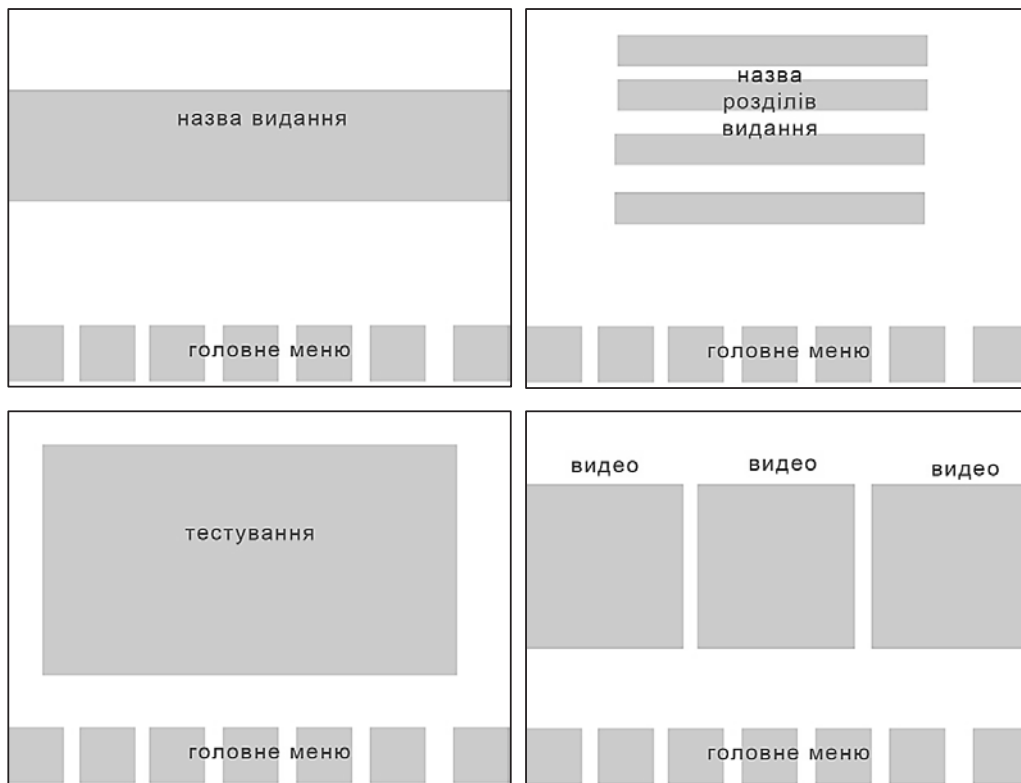 назва видання
головне меню
назва
розділів
видання
головне меню
тестування
головне меню
видео
видео
видео
головне меню